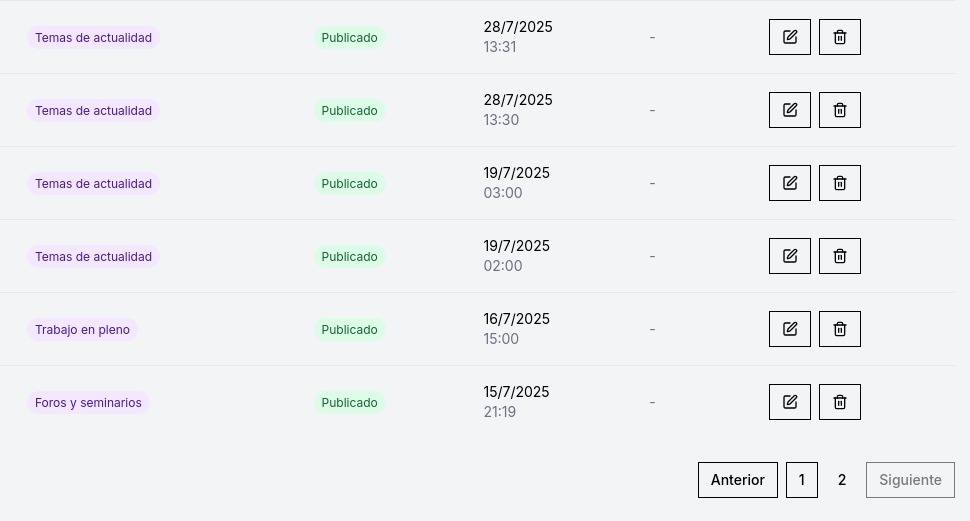 Temas de actualidad Publicado 28/7/2025 -
13:31
Temas de actualidad Publicado 28/7/2025 -
13:30
Temas de actualidad Publicado 19/7/2025 -
03:00
Temas de actualidad Publicado 19/7/2025 -
02:00
Trabajo en pleno Publicado 16/7/2025 -
15:00
Foros y seminarios Publicado 15/7/2025 -
21:19
Anterior 1 2 Siguiente